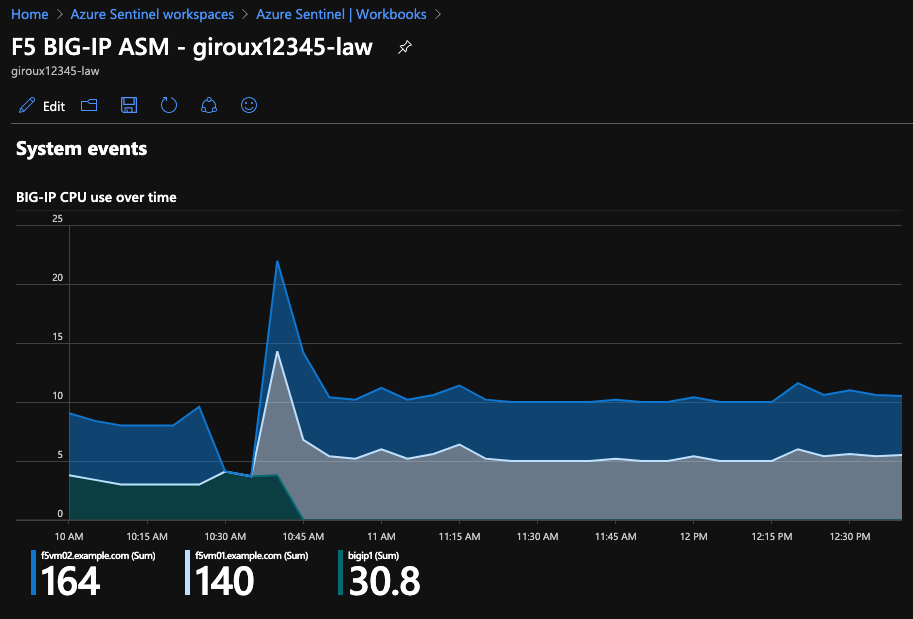 Home > Azure Sentinel workspaces > Azure Sentinel | Workbooks >
F5 BIG-IP ASM - giroux12345-law
giroux12345-law
Edit
System events
BIG-IP CPU use over time
25
20
15
10
5
0
10 AM 10:15 AM 10:30 AM 10:45 AM 11 AM 11:15 AM 11:30 AM 11:45 AM 12 PM 12:15 PM 12:30 PM
f5vm02.example.com (Sum) f5vm01.example.com (Sum) bigip1 (Sum)
164 140 30.8